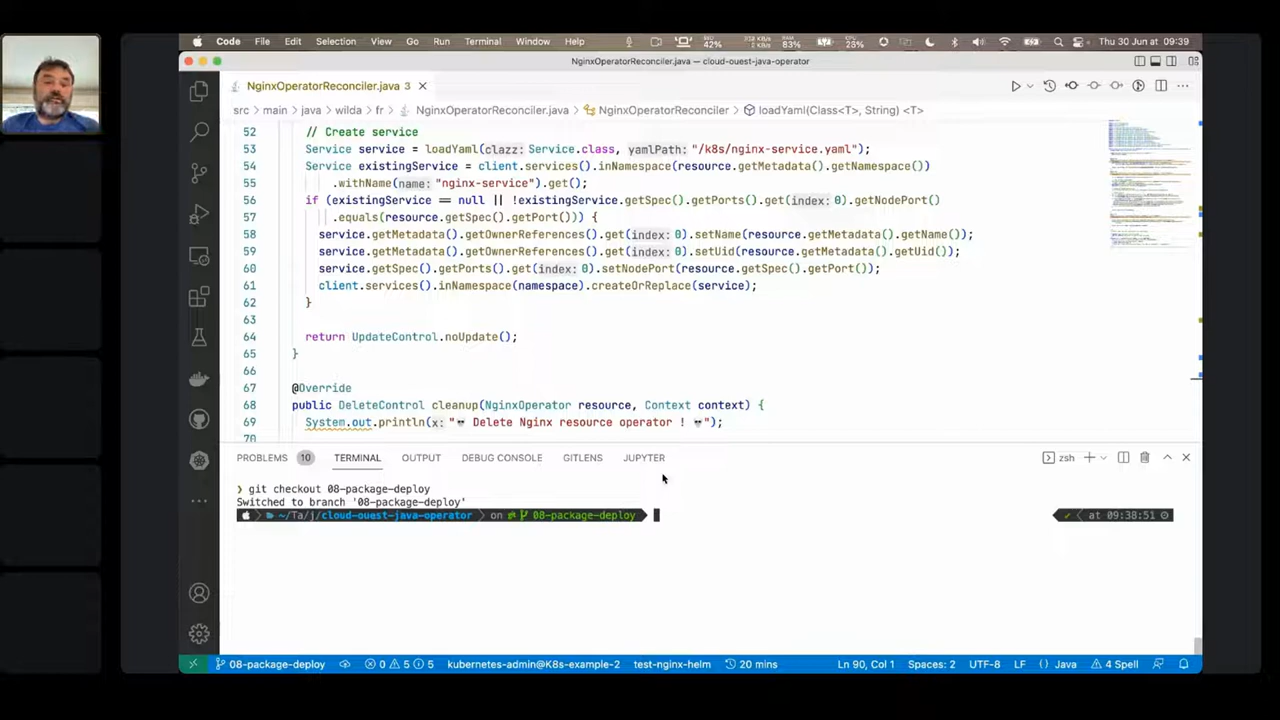 Code File Edit Selection View Go Run Terminal Window Help 42% 83% 25% Thu 30 Jun at 09:39
NginxOperatorReconciler.java — cloud-ouest-java-operator
NginxOperatorReconciler.java 3
src > main > java > wilda > fr > NginxOperatorReconciler.java > NginxOperatorReconciler > loadYaml(Class<T>, String) <T>
52 // Create service
53 Service service = loadYaml(class: Service.class, yamlPath: "/k8s/nginx-service.yaml");
54 Service existingService = client.services().inNamespace(resource.getMetadata().getNamespace())
55 .withName(name: "nginx-service").get();
56 if (existingService == null || !existingService.getSpec().getPorts().get(index: 0).getNodePort()
57 .equals(resource.getSpec().getPort())) {
58 service.getMetadata().getOwnerReferences().get(index: 0).setName(resource.getMetadata().getName());
59 service.getMetadata().getOwnerReferences().get(index: 0).setUid(resource.getMetadata().getUid());
60 service.getSpec().getPorts().get(index: 0).setNodePort(resource.getSpec().getPort());
61 client.services().inNamespace(namespace).createOrReplace(service);
62 }
63
64 return UpdateControl.noUpdate();
65 }
66
67 @Override
68 public DeleteControl cleanup(NginxOperator resource, Context context) {
69 System.out.println(x: "💀 Delete Nginx resource operator ! 💀");
70
PROBLEMS 10 TERMINAL OUTPUT DEBUG CONSOLE GITLENS JUPYTER zsh
❯ git checkout 08-package-deploy
Switched to branch '08-package-deploy'
~/Ta/j/cloud-ouest-java-operator on 08-package-deploy at 09:38:51
08-package-deploy 0 5 5 kubernetes-admin@K8s-example-2 test-nginx-helm 20 mins Ln 90, Col 1 Spaces: 2 UTF-8 LF {} Java 4 Spell